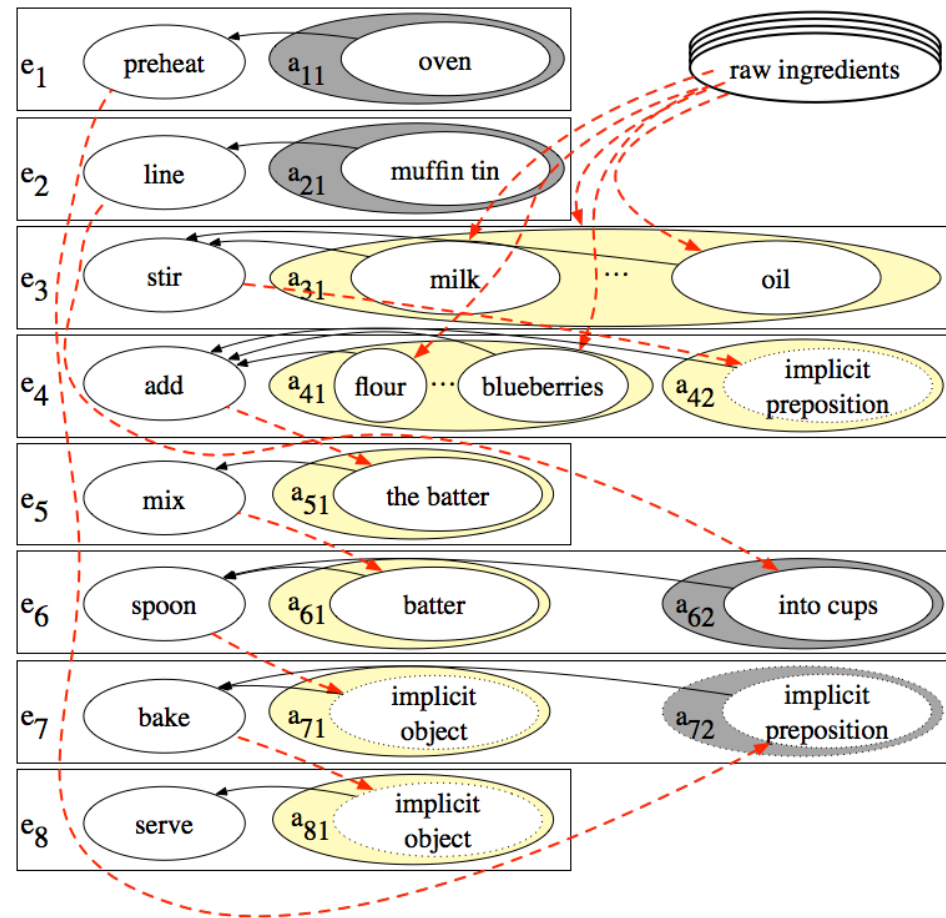 e1 preheat a11 oven raw ingredients
e2 line a21 muffin tin
e3 stir a31 milk ... oil
e4 add a41 flour ... blueberries a42 implicit
preposition
e5 mix a51 the batter
e6 spoon a61 batter a62 into cups
e7 bake a71 implicit
object a72 implicit
preposition
e8 serve a81 implicit
object